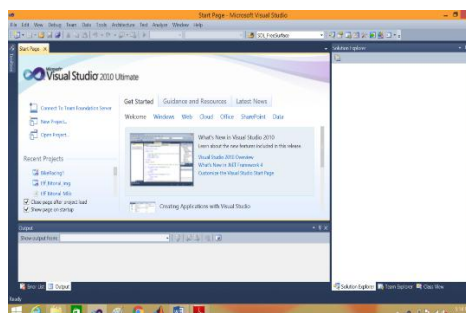 Start Page - Microsoft Visual Studio
File Edit View Debug Team Data Tools Architecture Test Analyze Window Help
SDL_FreeSurface
Start Page
Solution Explorer
Microsoft
Visual Studio 2010 Ultimate
Connect To Team Foundation Server
New Project...
Open Project...
Recent Projects
Close page after project load
Show page on startup
Get Started Guidance and Resources Latest News
Welcome Windows Web Cloud Office SharePoint Data
What's New in Visual Studio 2010
Learn about the new features included in this release.
Visual Studio 2010 Overview
What's New in .NET Framework 4
Customize the Visual Studio Start Page
Creating Applications with Visual Studio
Output
Show output from:
Error List Output
Solution Explorer Team Explorer Class View
Ready